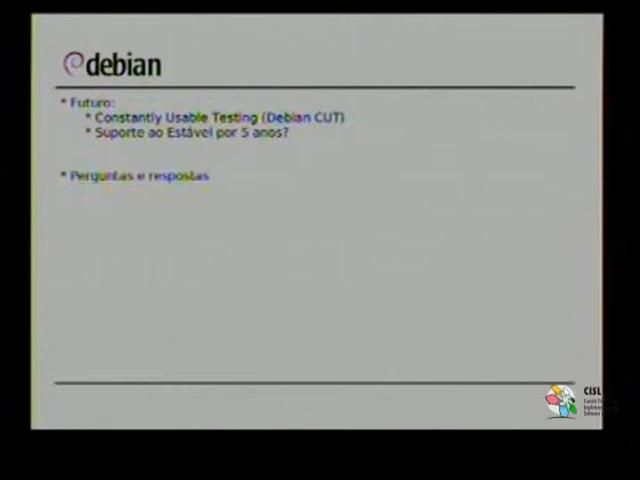 debian
* Futuro:
* Constantly Usable Testing (Debian CUT)
* Suporte ao Estável por 5 anos?
* Perguntas e respostas
CISL